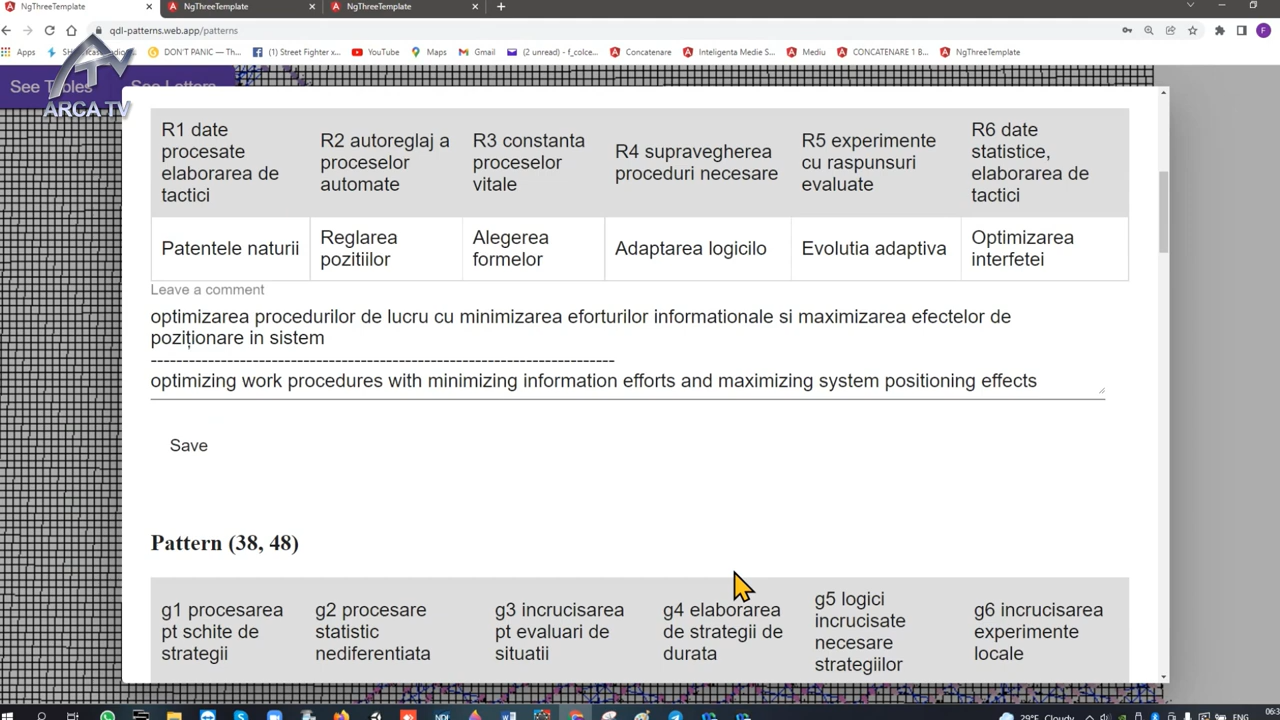 NgThreeTemplate
NgThreeTemplate
NgThreeTemplate
qdl-patterns.web.app/patterns
Apps
DON'T PANIC — Th...
(1) Street Fighter x...
YouTube
Maps
Gmail
(2 unread) - f_colce...
Concatenare
Inteligenta Medie S...
Mediu
CONCATENARE 1 B...
NgThreeTemplate
ARCA TV
R1 date
procesate
elaborarea de
tactici
R2 autoreglaj a
proceselor
automate
R3 constanta
proceselor
vitale
R4 supravegherea
proceduri necesare
R5 experimente
cu raspunsuri
evaluate
R6 date
statistice,
elaborarea de
tactici
Patentele naturii
Reglarea
pozitiilor
Alegerea
formelor
Adaptarea logicilo
Evolutia adaptiva
Optimizarea
interfetei
Leave a comment
optimizarea procedurilor de lucru cu minimizarea eforturilor informationale si maximizarea efectelor de
poziționare in sistem
-------------------------------------------------------------------------
optimizing work procedures with minimizing information efforts and maximizing system positioning effects
Save
Pattern (38, 48)
g1 procesarea
pt schite de
strategii
g2 procesare
statistic
nediferentiata
g3 incrucisarea
pt evaluari de
situatii
g4 elaborarea
de strategii de
durata
g5 logici
incrucisate
necesare
strategiilor
g6 incrucisarea
experimente
locale
29°F Cloudy
ENG